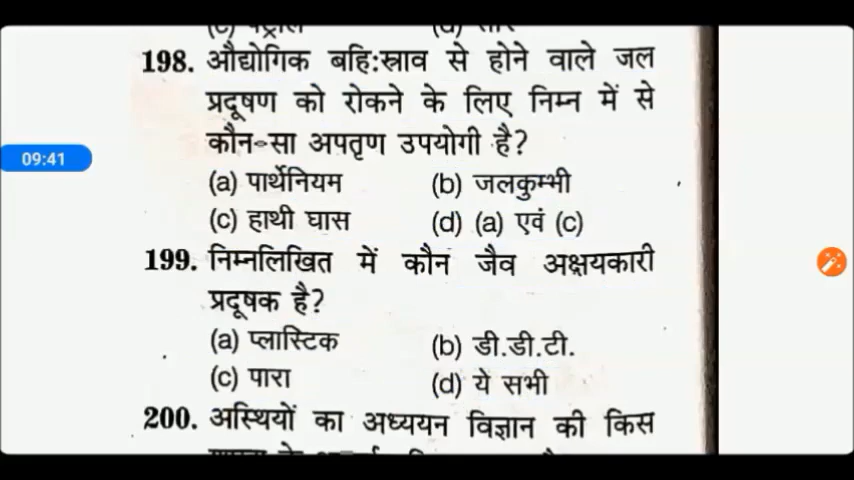 198. औद्योगिक बहि:स्राव से होने वाले जल
प्रदूषण को रोकने के लिए निम्न में से
कौन-सा अपतृण उपयोगी है?
(a) पार्थेनियम (b) जलकुम्भी
(c) हाथी घास (d) (a) एवं (c)
199. निम्नलिखित में कौन जैव अक्षयकारी
प्रदूषक है?
(a) प्लास्टिक (b) डी.डी.टी.
(c) पारा (d) ये सभी
200. अस्थियों का अध्ययन विज्ञान की किस
09:41